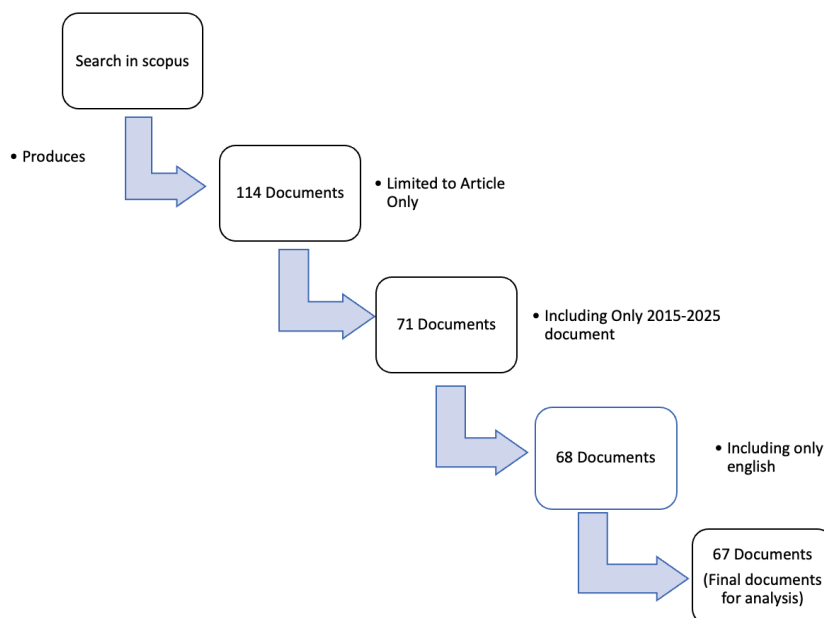 Search in scopus
• Produces
114 Documents
• Limited to Article
Only
71 Documents
• Including Only 2015-2025
document
68 Documents
• Including only
english
67 Documents
(Final documents
for analysis)